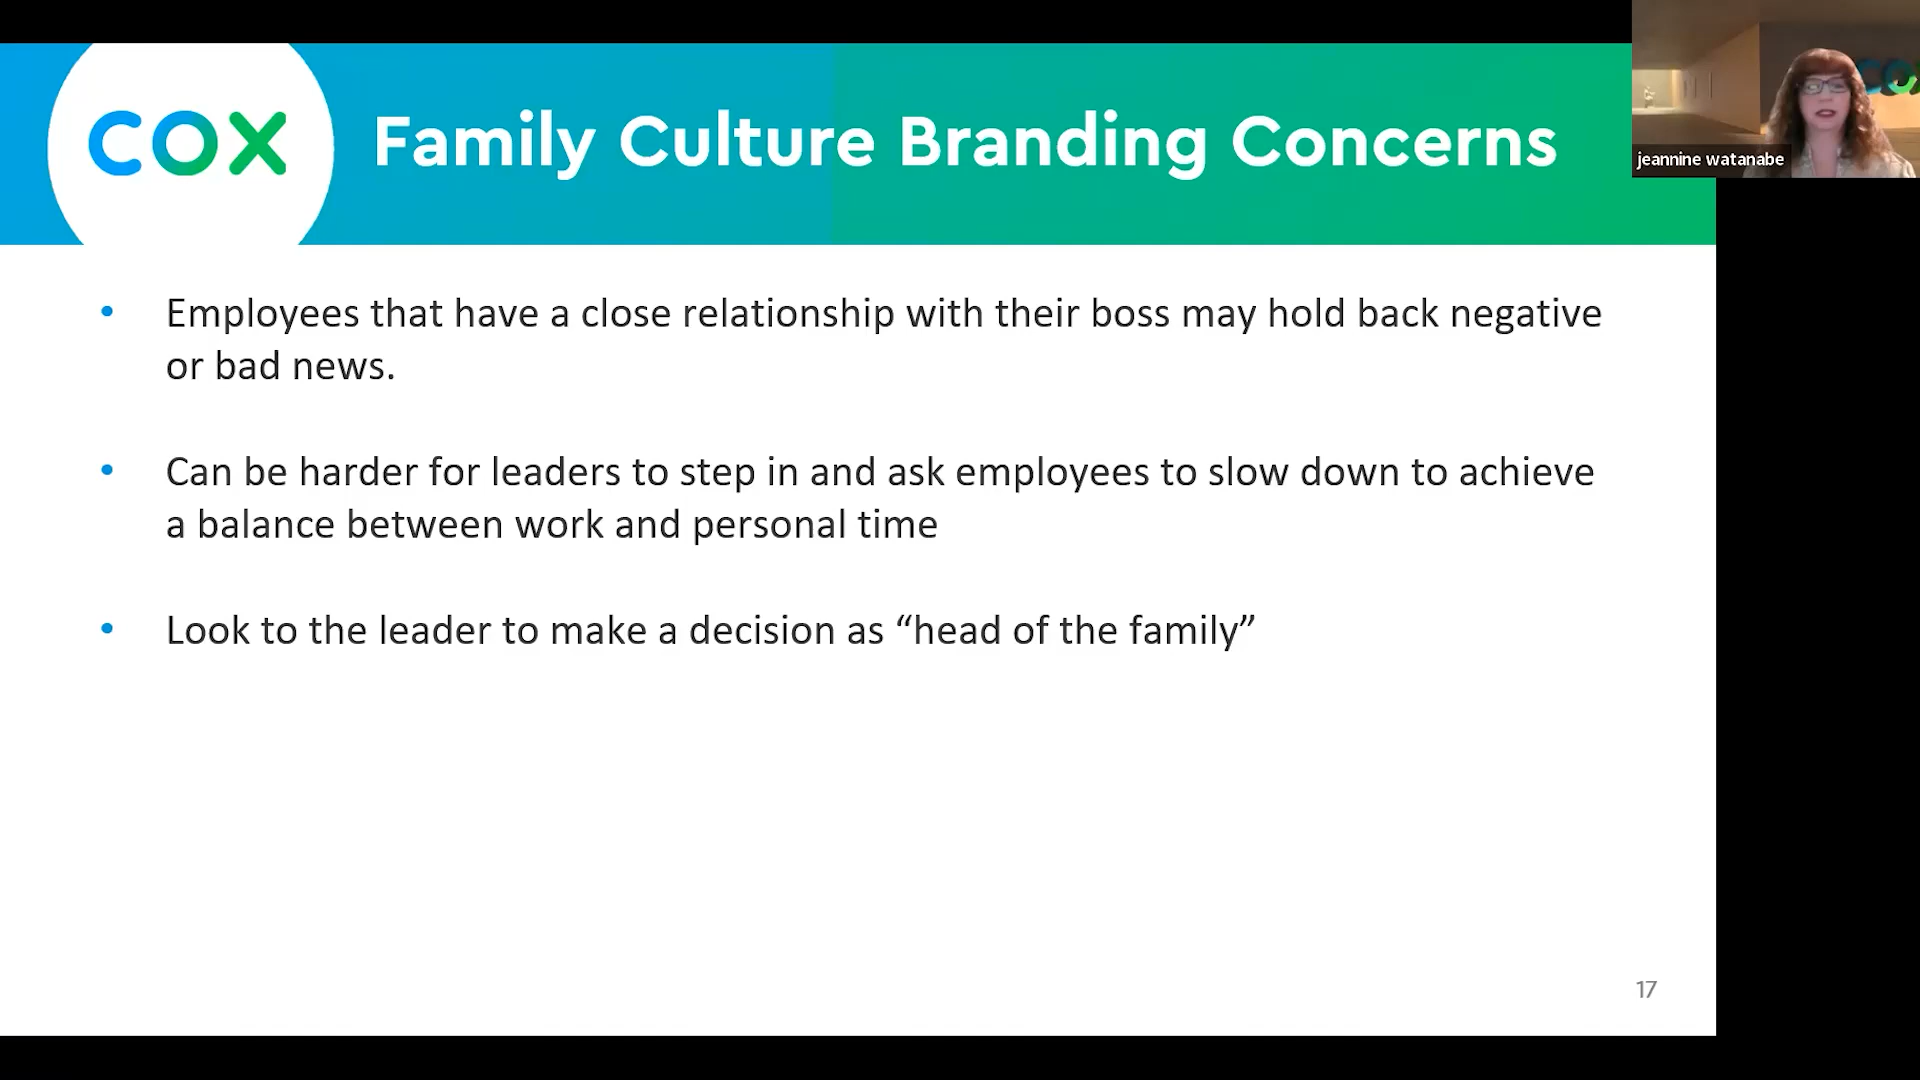 cox
Family Culture Branding Concerns
jeannine watanabe
• Employees that have a close relationship with their boss may hold back negative
or bad news.
• Can be harder for leaders to step in and ask employees to slow down to achieve
a balance between work and personal time
• Look to the leader to make a decision as “head of the family”
17